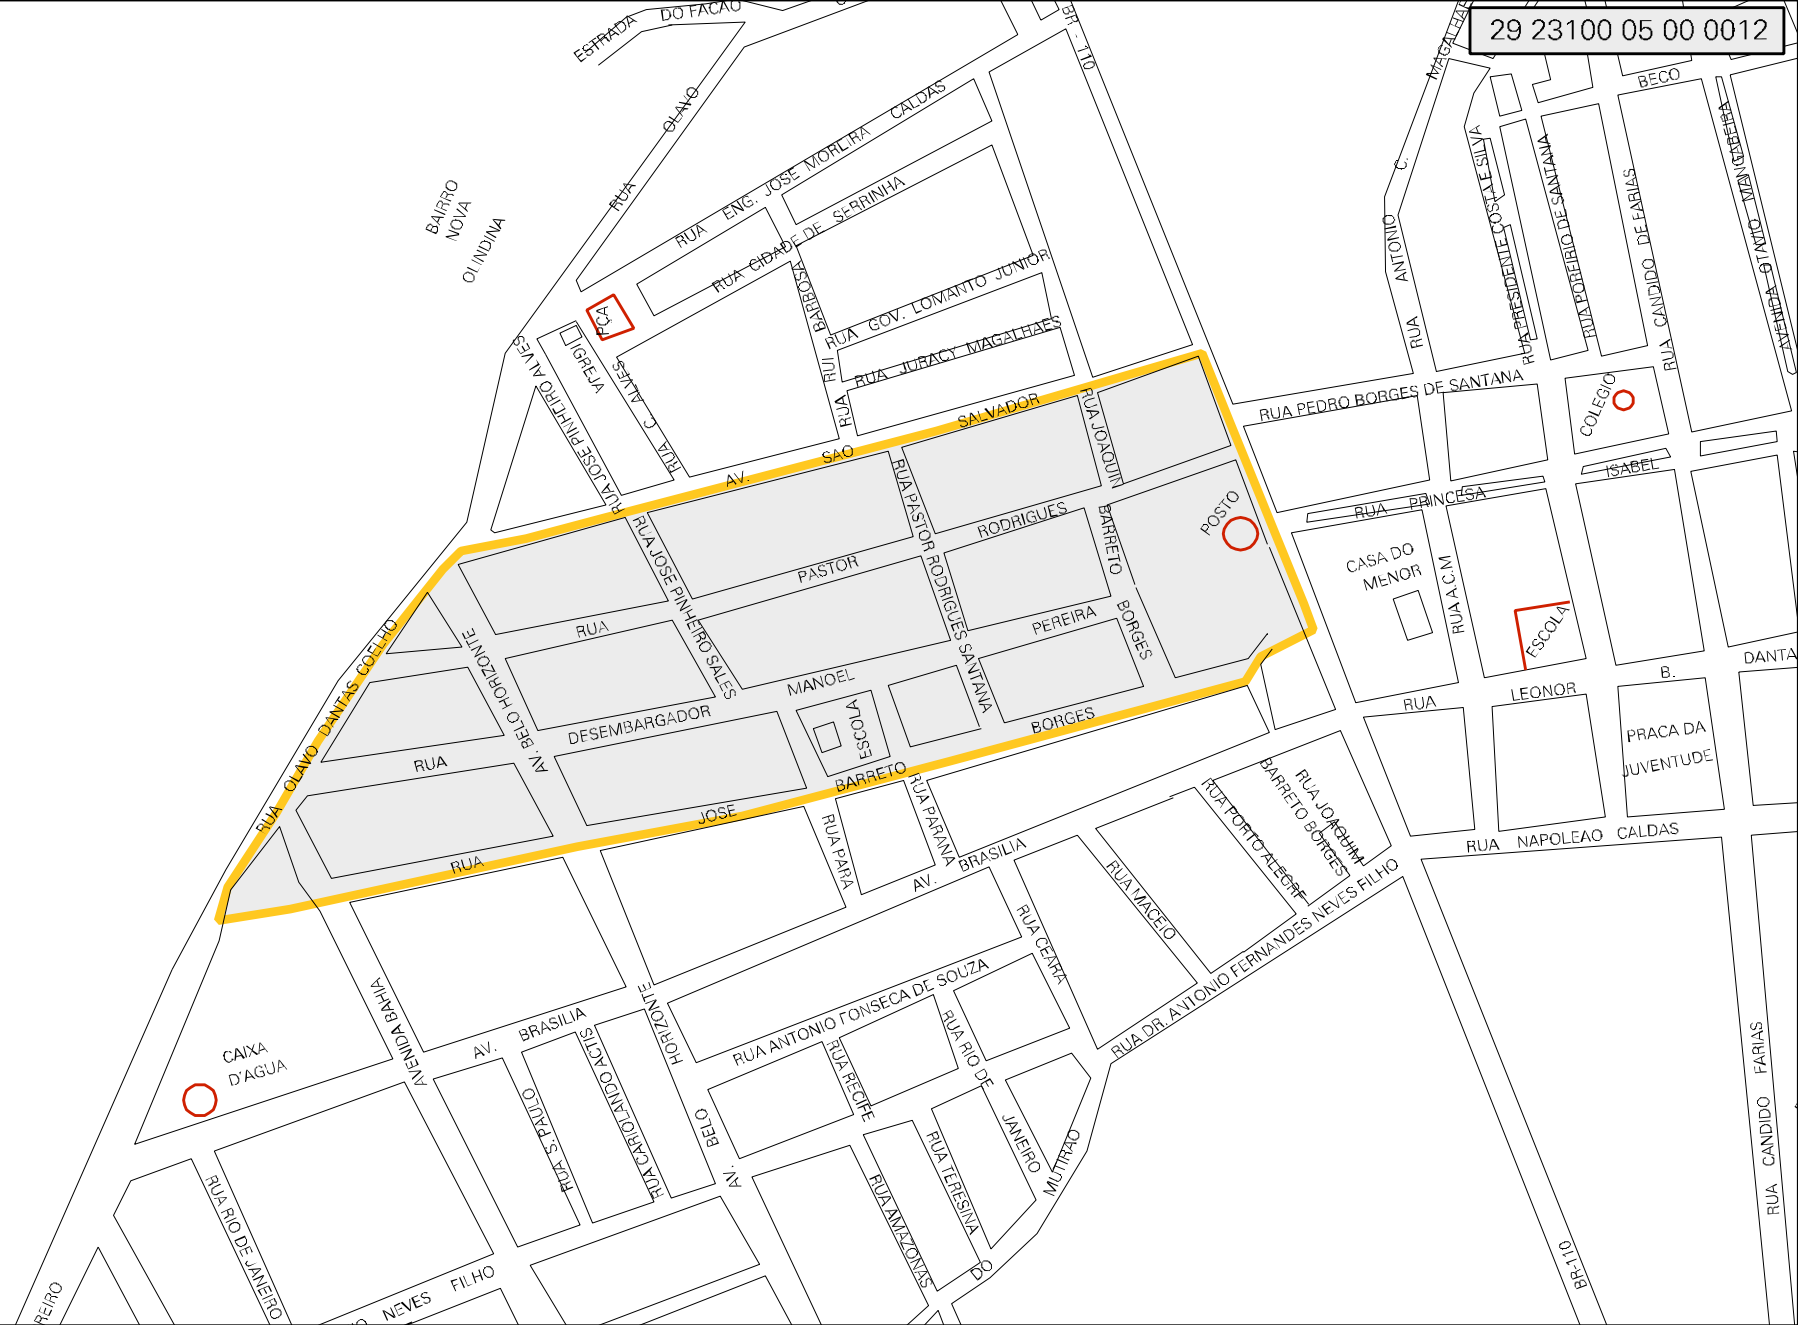 29 23100 05 00 0012
ESTRADA DO FACAO
BR - 110
MAGALHAE
BECO
RUA OLAVO
BAIRRO
NOVA
OLINDINA
RUA ENG. JOSE MORLIRA CALDAS
RUA CIDADE DE SERRINHA
RUA GOV. LOMANTO JUNIOR
RUA JURACY MAGALHAES
RUA RUI BARBOSA
PÇA
IGREJA
RUA C. ALVES
RUA JOSE PINHEIRO ALVES
RUA ANTONIO C.
RUA PRESIDENTE COSTA E SILVA
RUA POREIRIO DE SANTANA
RUA CANDIDO DE FARIAS
AVENIDA OTAVIO MANGABEIRA
RUA PEDRO BORGES DE SANTANA
COLEGIO
RUA PRINCESA ISABEL
AV. SAO SALVADOR
RUA JOAQUIN BARRETO BORGES
RUA PASTOR RODRIGUES SANTANA
RUA PASTOR RODRIGUES
RUA JOSE PINHEIRO SALES
POSTO
CASA DO
MENOR
RUA A.C.M
ESCOLA
RUA OLAVO DANTAS COELHO
AV. BELO HORIZONTE
RUA DESEMBARGADOR MANOEL PEREIRA
ESCOLA
RUA JOSE BARRETO BORGES
RUA LEONOR B. DANTA
PRACA DA
JUVENTUDE
RUA NAPOLEAO CALDAS
RUA PARA
RUA PARANA
AV. BRASILIA
RUA PORTO ALEGRE
RUA JOAQUIM
BARRETO BORGES
RUA MACEIO
RUA CEARA
RUA DR. ANTONIO FERNANDES NEVES FILHO
RUA ANTONIO FONSECA DE SOUZA
AVENIDA BAHIA
AV. BRASILIA
AV. BELO HORIZONTE
RUA S. PAULO
RUA CARIOLANDO ACTIS
RUA RECIFE
RUA RIO DE JANEIRO
CAIXA
D'AGUA
RUA RIO DE JANEIRO
RUA TERESINA
RUA AMAZONAS
DO MUTIRAO
NEVES FILHO
REIRO
BR-110
RUA CANDIDO FARIAS